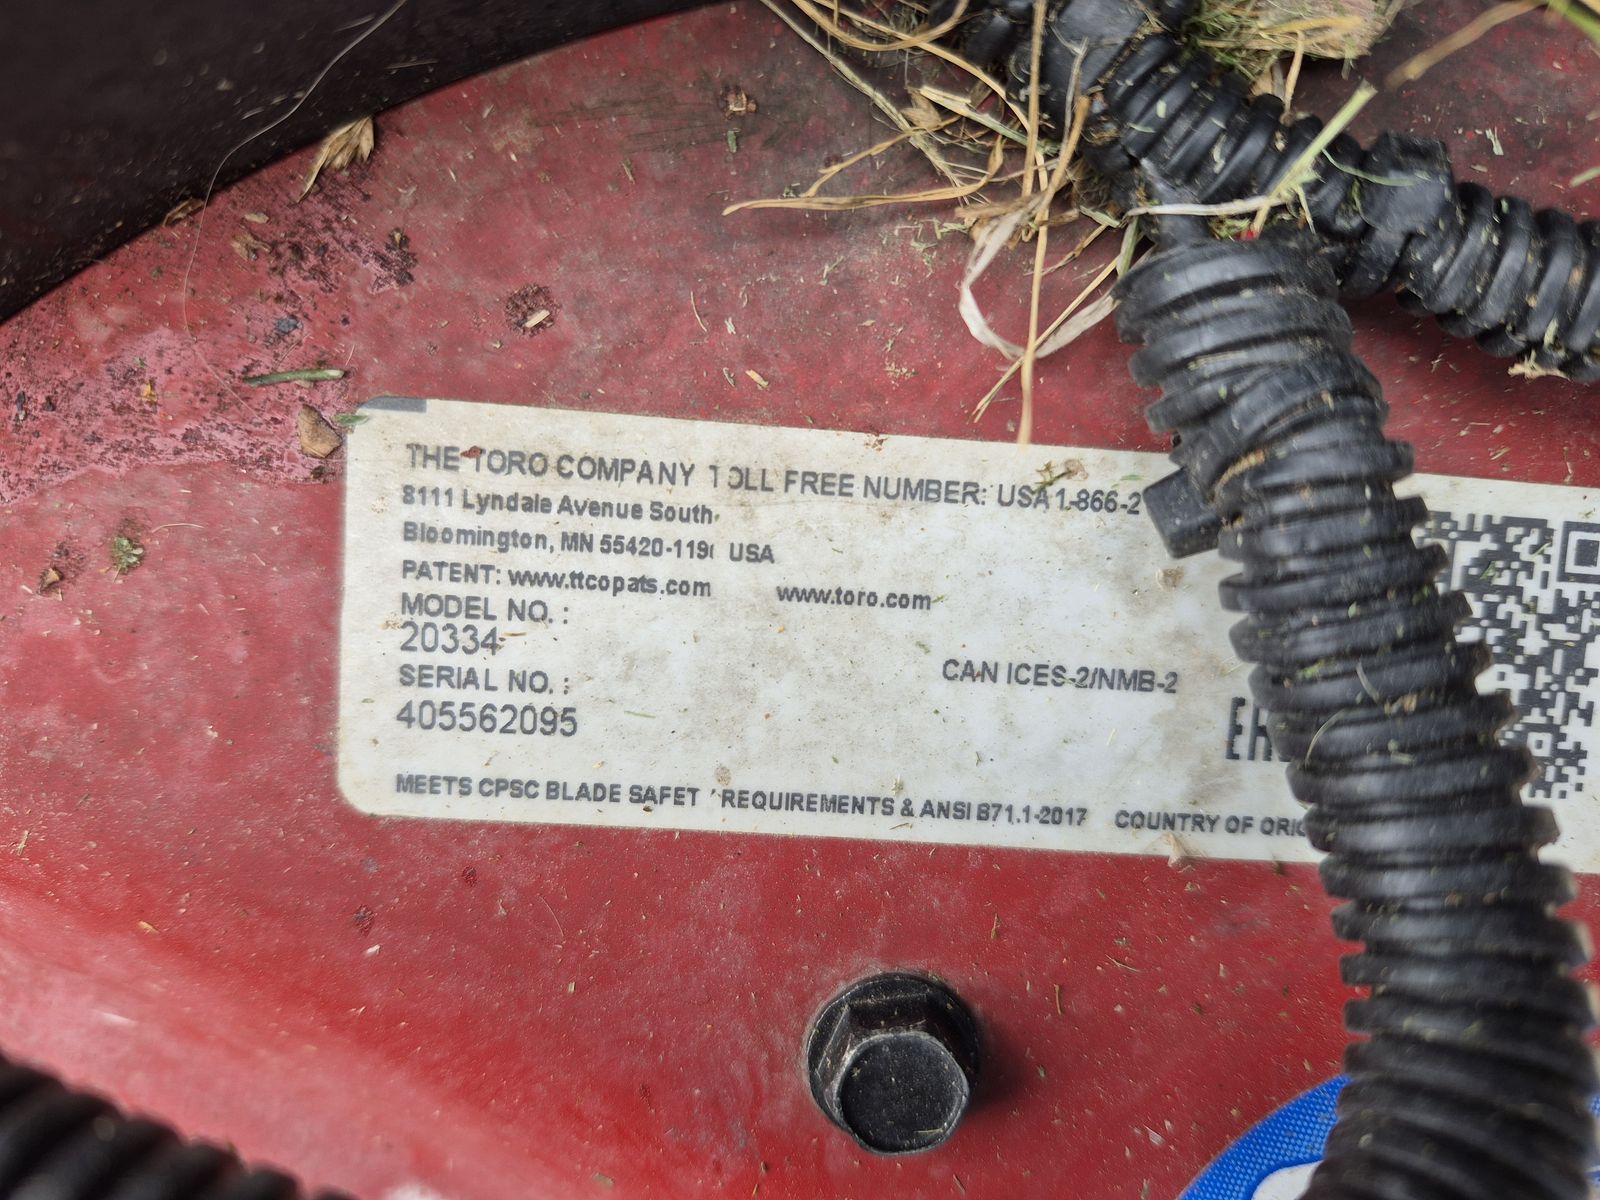 THE TORO COMPANY TOLL FREE NUMBER: USA 1-866-2
8111 Lyndale Avenue South,
Bloomington, MN 55420-119 USA
PATENT: www.ttcopats.com www.toro.com
MODEL NO. :
20334
CAN ICES-2/NMB-2
SERIAL NO. :
405562095
MEETS CPSC BLADE SAFETY REQUIREMENTS & ANSI B71.1-2017 COUNTRY OF